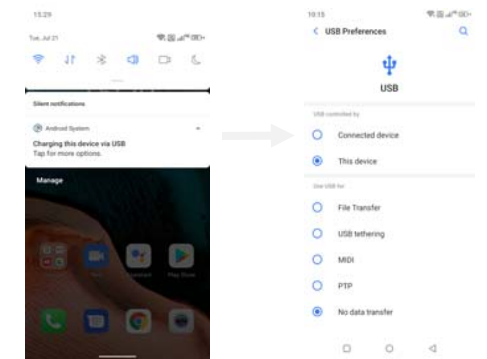 15:29
Tue, Jul 21
Silent notifications
Android System
Charging this device via USB
Tap for more options.
Manage
Duo
Assistant
Play Store
10:15
USB Preferences
USB
USB controlled by
Connected device
This device
Use USB for
File Transfer
USB tethering
MIDI
PTP
No data transfer